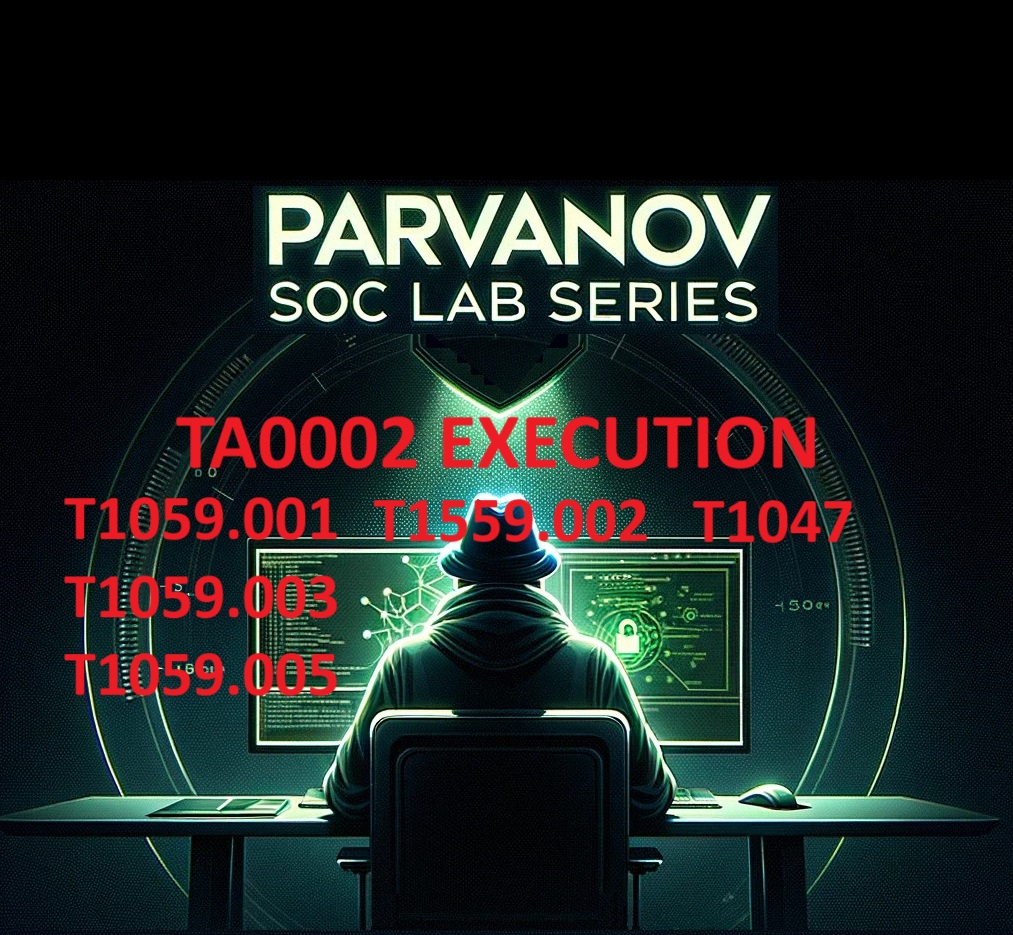 PARVANOV
SOC LAB SERIES
TA0002 EXECUTION
T1059.001 T1559.002 T1047
T1059.003
T1059.005